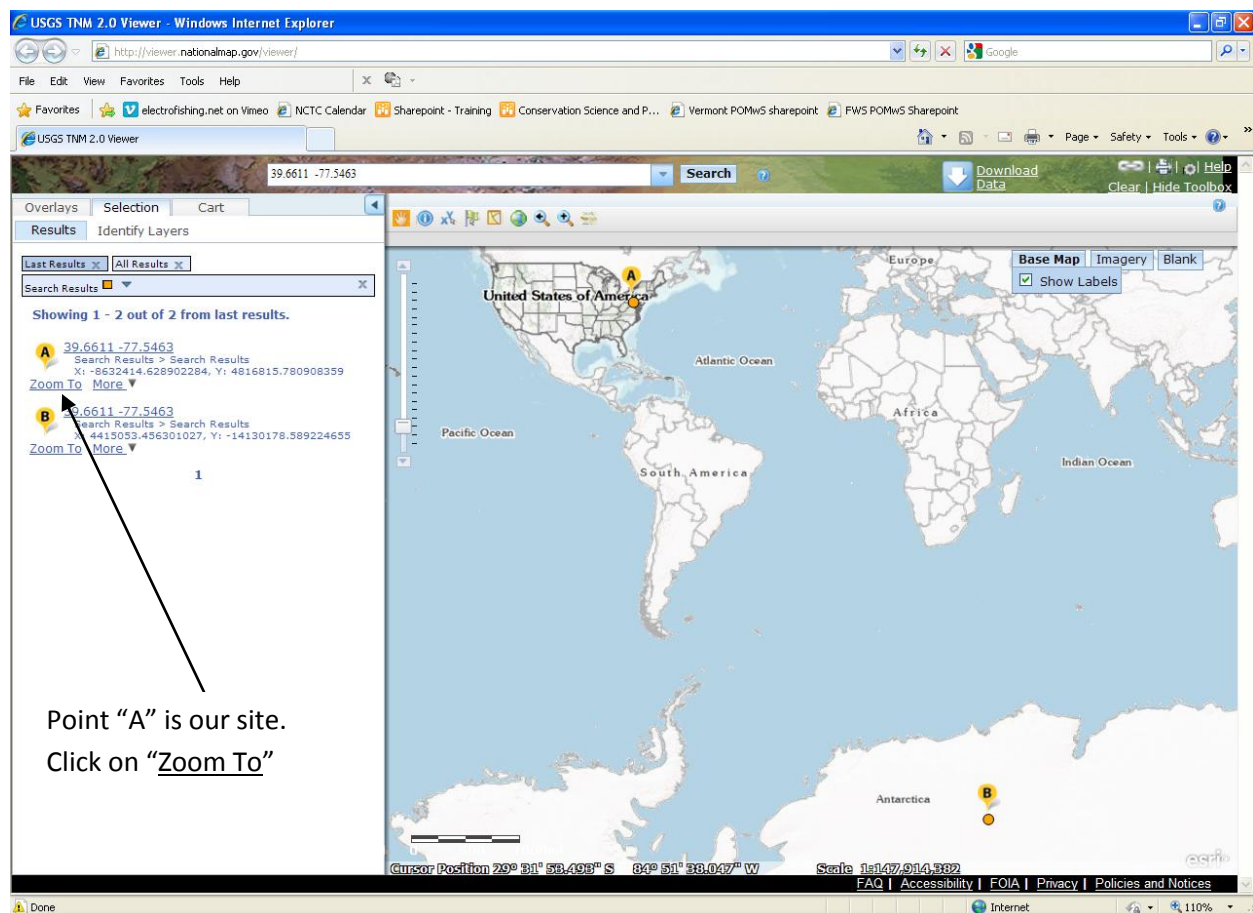 USGS TNM 2.0 Viewer - Windows Internet Explorer
http://viewer.nationalmap.gov/viewer/
Google
File Edit View Favorites Tools Help
Favorites electrofishing.net on Vimeo NCTC Calendar Sharepoint - Training Conservation Science and P... Vermont POMwS sharepoint FWS POMwS Sharepoint
USGS TNM 2.0 Viewer
Page Safety Tools
39.6611 -77.5463
Search
Download Data
Help
Clear | Hide Toolbox
Overlays Selection Cart
Results Identify Layers
Last Results x All Results x
Search Results x
Showing 1 - 2 out of 2 from last results.
A 39.6611 -77.5463
Search Results > Search Results
X: -8632414.628902284, Y: 4816815.780908359
Zoom To More
B 39.6611 -77.5463
Search Results > Search Results
X: 4415053.456301027, Y: -14130178.589224655
Zoom To More
1
Point “A” is our site.
Click on “Zoom To”
Base Map Imagery Blank
Show Labels
A
United States of America
Europe
Atlantic Ocean
Africa
Pacific Ocean
South America
Indian Ocean
Antarctica
B
esri
Cursor Position 29° 31' 58.493" S 84° 51' 38.047" W Scale 1:147,914,382
FAQ | Accessibility | FOIA | Privacy | Policies and Notices
Done Internet 110%